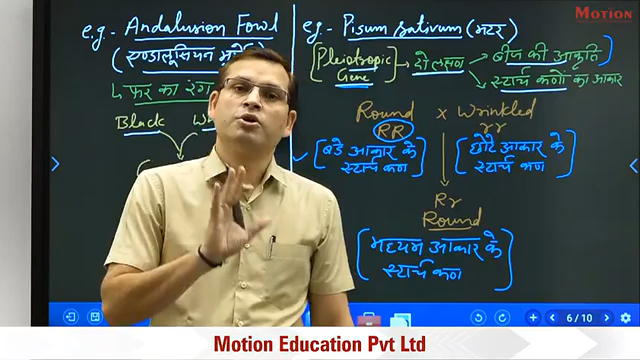 MOTION
e.g- Andalusion Fowl
(एण्डालूसियन मुर्गे)
↳ फर का रंग
Black
e.g- Pisum sativum (मटर)
[Pleiotropic Gene] → दो लक्षण → बीज की आकृति
→ स्टार्च कणों का आकार
Round x Wrinkled
RR rr
[बडे आकार के स्टार्च कण] [छोटे आकार के स्टार्च कण]
Rr
Round
[मध्यम आकार के
स्टार्च कण]
6 / 10
Motion Education Pvt Ltd